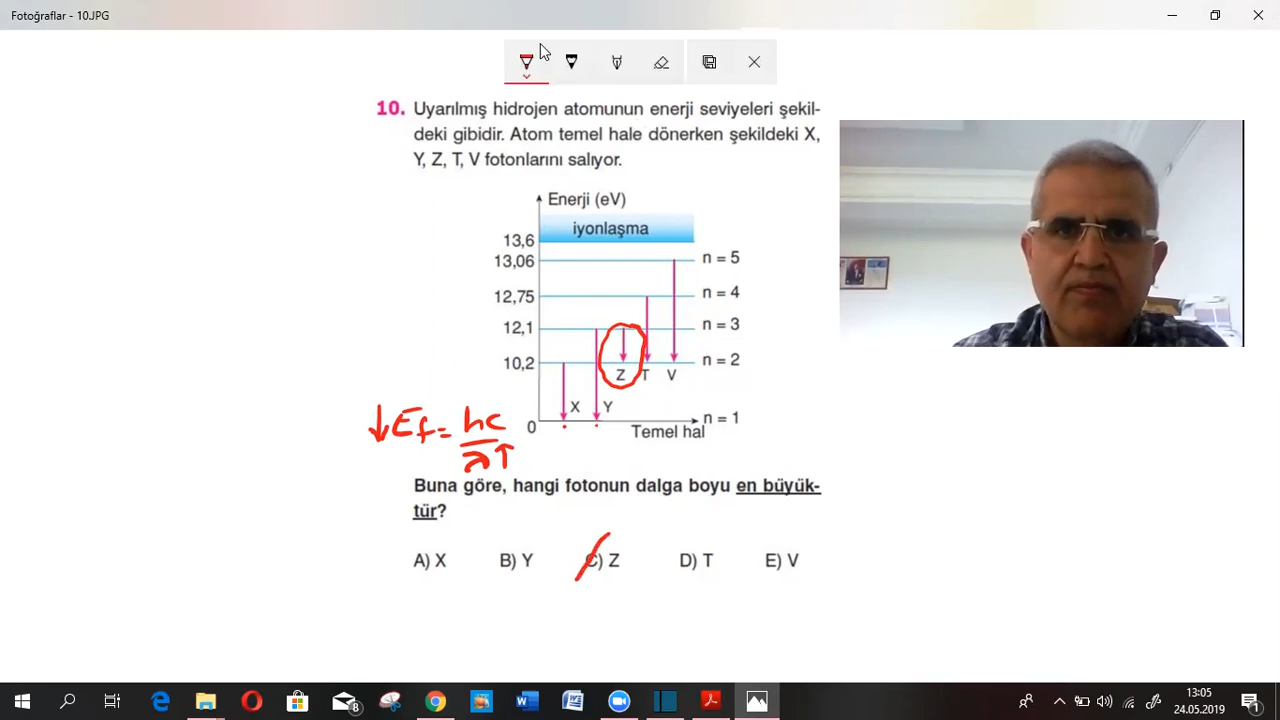 Fotoğraflar - 10.JPG
10. Uyarılmış hidrojen atomunun enerji seviyeleri şekil-
deki gibidir. Atom temel hale dönerken şekildeki X,
Y, Z, T, V fotonlarını salıyor.
Enerji (eV)
iyonlaşma
13,6
13,06 n = 5
12,75 n = 4
12,1 n = 3
10,2 n = 2
Z T V
X Y
0 n = 1
Temel hal
↓Ef = hc
λ↑
Buna göre, hangi fotonun dalga boyu en büyük-
tür?
A) X B) Y C) Z D) T E) V
8
13:05
24.05.2019
1